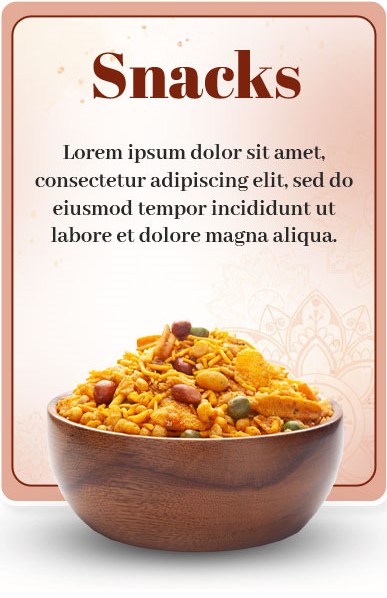 Snacks
Lorem ipsum dolor sit amet,
consectetur adipiscing elit, sed do
eiusmod tempor incididunt ut
labore et dolore magna aliqua.